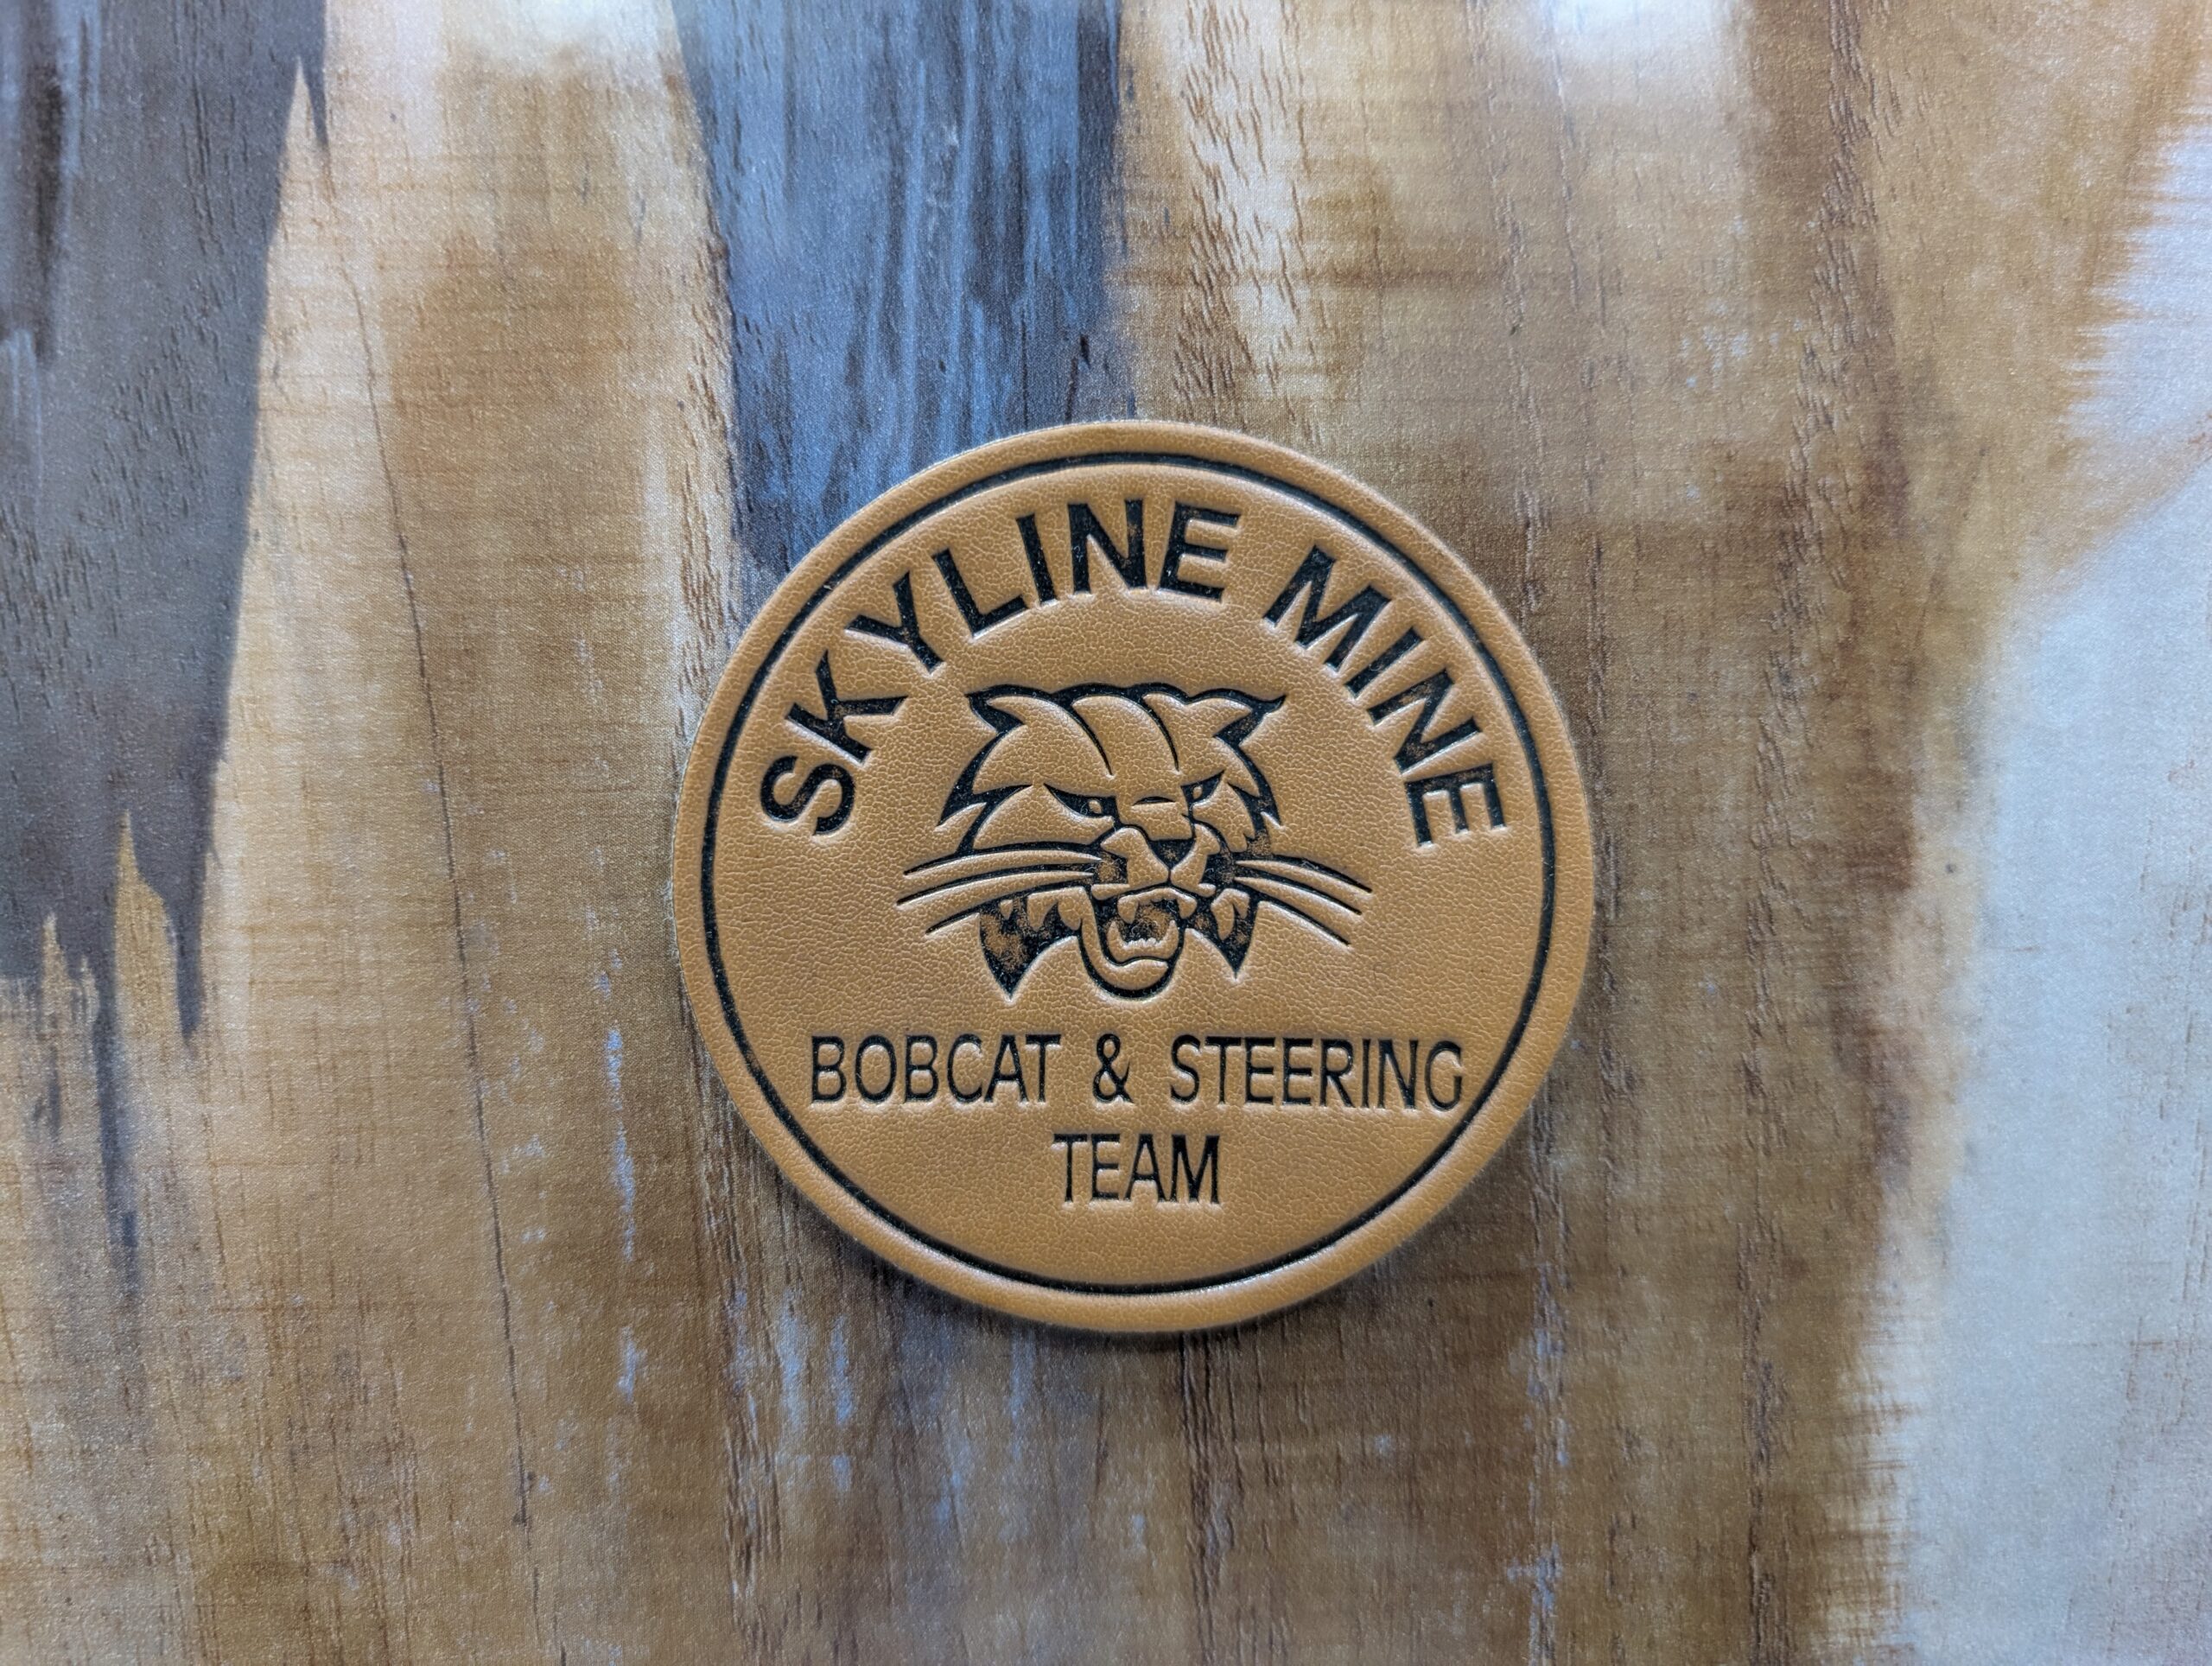 SKYLINE MINE
BOBCAT & STEERING
TEAM